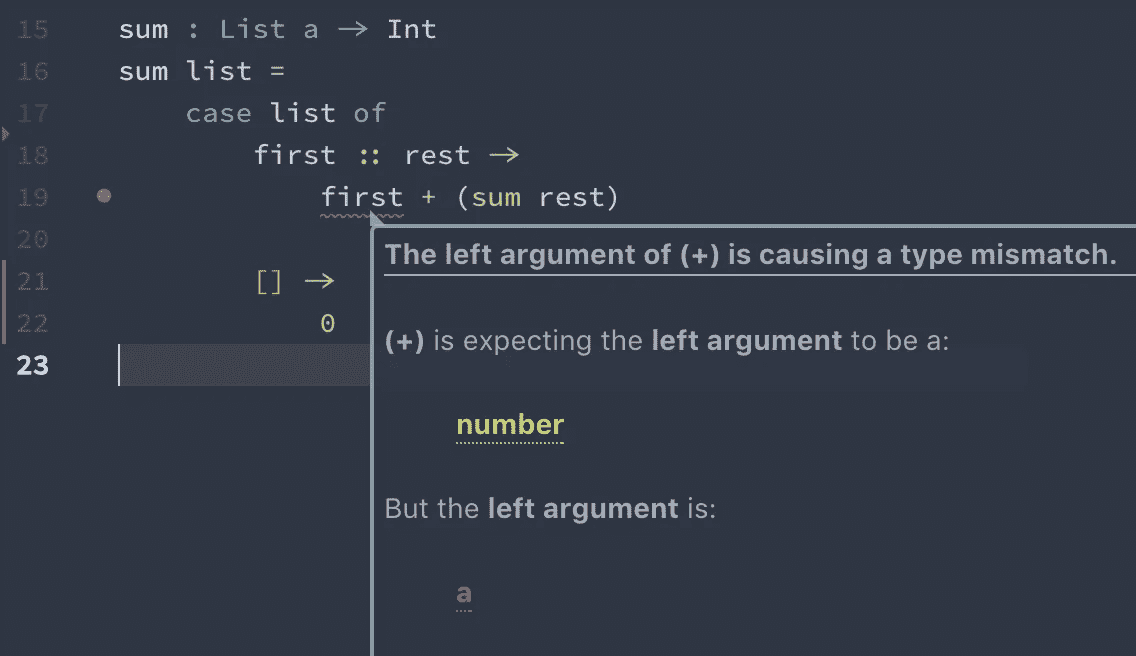 15 sum : List a → Int
16 sum list =
17 case list of
18 first :: rest →
19 first + (sum rest)
20
21 [] →
22 0
23
The left argument of (+) is causing a type mismatch.
(+) is expecting the left argument to be a:
number
But the left argument is:
a